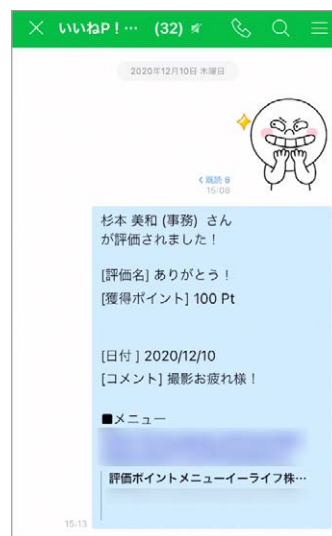 いいねP！… (32)
2020年12月10日 木曜日
既読 8
15:08
杉本 美和 (事務) さん
が評価されました！
[評価名] ありがとう！
[獲得ポイント] 100 Pt
[日付 ] 2020/12/10
[コメント] 撮影お疲れ様！
■メニュー
評価ポイントメニューイーライフ株…
15:13